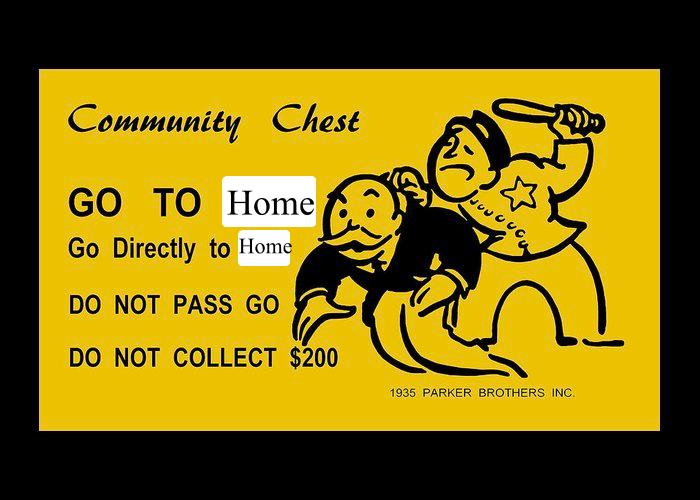 Community Chest
GO TO Home
Go Directly to Home
DO NOT PASS GO
DO NOT COLLECT $200
1935 PARKER BROTHERS INC.